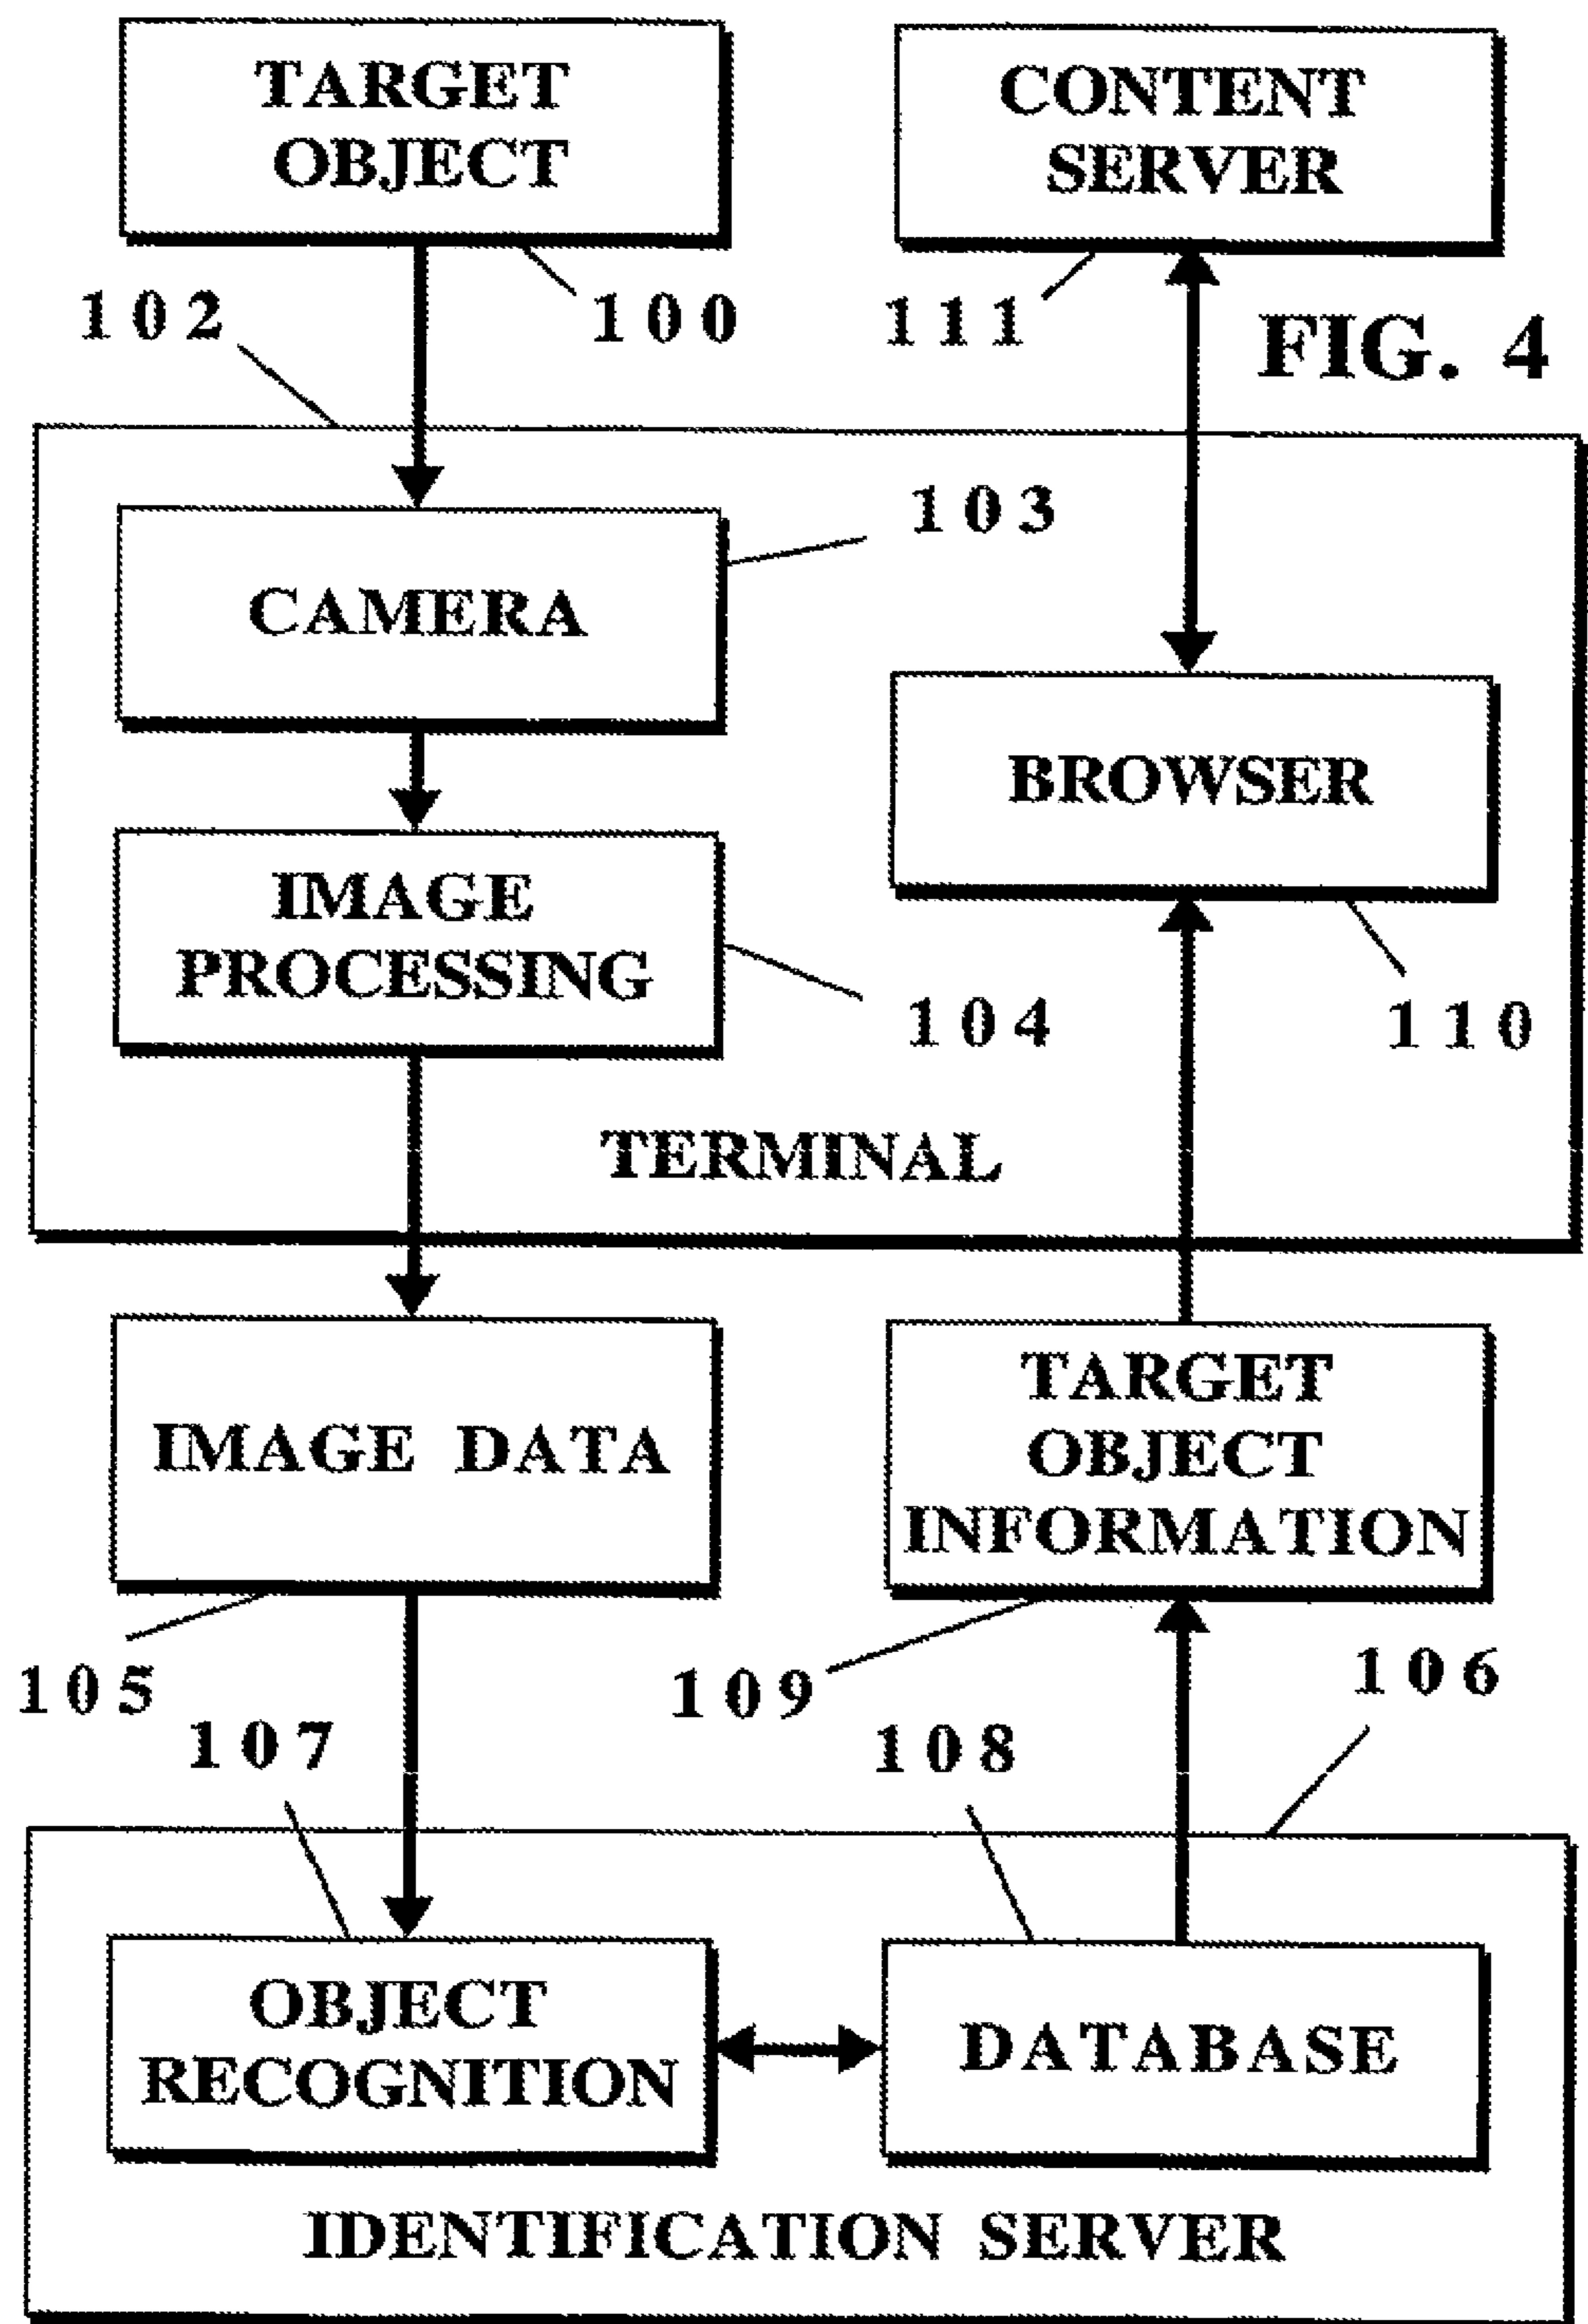 TARGET
OBJECT
CONTENT
SERVER
102
100
111
FIG. 4
103
CAMERA
BROWSER
IMAGE
PROCESSING
104
110
TERMINAL
IMAGE DATA
TARGET
OBJECT
INFORMATION
105
109
106
107
108
OBJECT
RECOGNITION
DATABASE
IDENTIFICATION SERVER